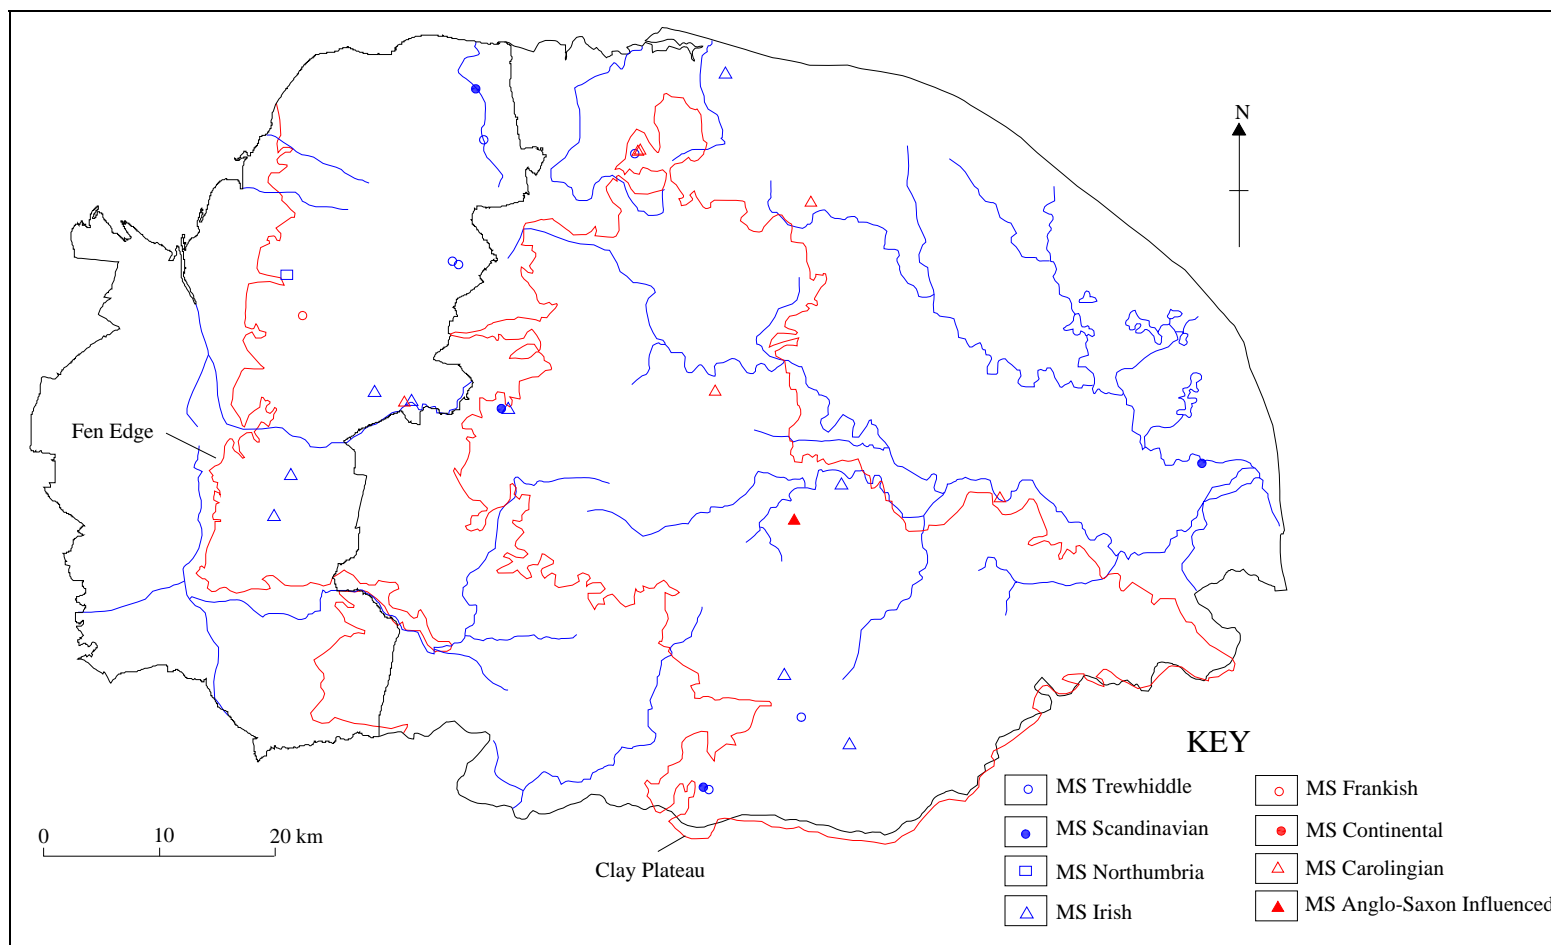 N
Fen Edge
KEY
MS Trewhiddle
MS Scandinavian
MS Northumbria
MS Irish
MS Frankish
MS Continental
MS Carolingian
MS Anglo-Saxon Influenced
0 10 20 km
Clay Plateau